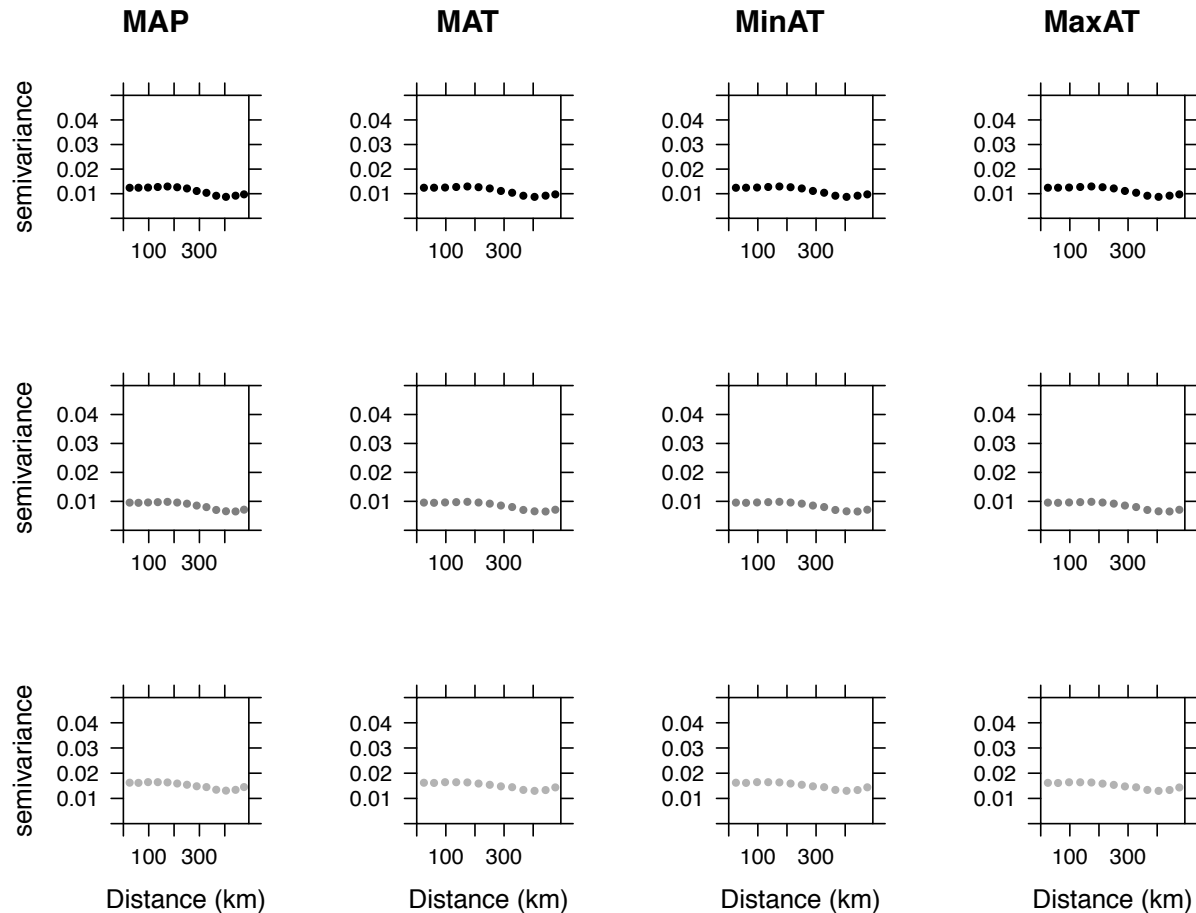 MAP MAT MinAT MaxAT
semivariance
0.04 0.04 0.04 0.04
0.03 0.03 0.03 0.03
0.02 0.02 0.02 0.02
0.01 0.01 0.01 0.01
100 300 100 300 100 300 100 300
semivariance
0.04 0.04 0.04 0.04
0.03 0.03 0.03 0.03
0.02 0.02 0.02 0.02
0.01 0.01 0.01 0.01
100 300 100 300 100 300 100 300
semivariance
0.04 0.04 0.04 0.04
0.03 0.03 0.03 0.03
0.02 0.02 0.02 0.02
0.01 0.01 0.01 0.01
100 300 100 300 100 300 100 300
Distance (km) Distance (km) Distance (km) Distance (km)